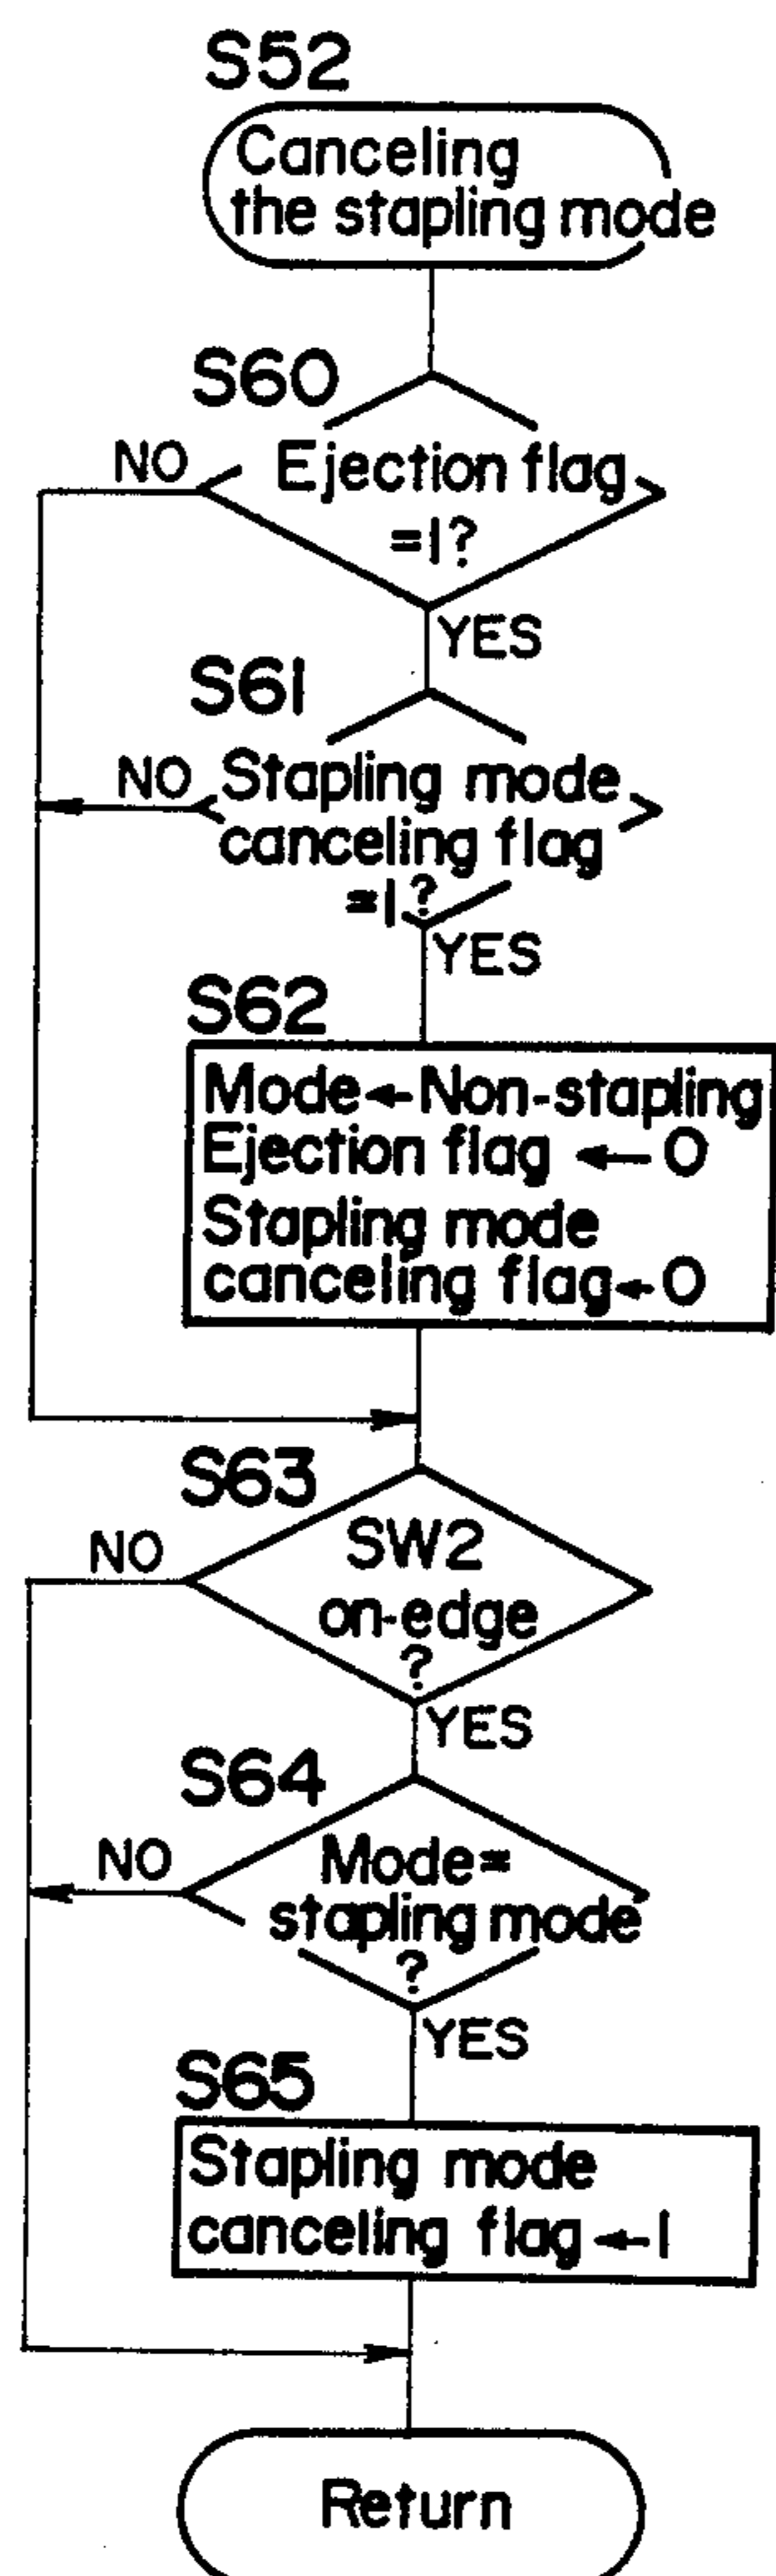 S52
Canceling
the stapling mode
S60
NO
Ejection flag
=1?
YES
S61
NO
Stapling mode
canceling flag
=1?
YES
S62
Mode←Non-stapling
Ejection flag ←0
Stapling mode
canceling flag←0
S63
NO
SW2
on-edge
?
YES
S64
NO
Mode=
stapling mode
?
YES
S65
Stapling mode
canceling flag←1
Return